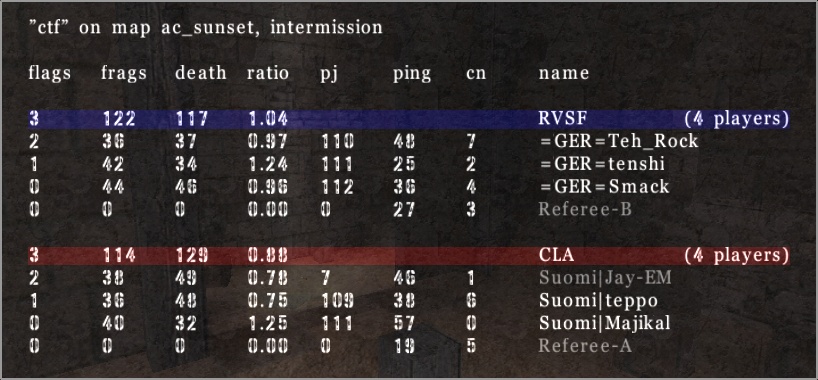 "ctf" on map ac_sunset, intermission
flags frags death ratio pj ping cn name
3 122 117 1.04 RVSF (4 players)
2 36 37 0.97 110 48 7 =GER=Teh_Rock
1 42 34 1.24 111 25 2 =GER=tenshi
0 44 46 0.96 112 36 4 =GER=Smack
0 0 0 0.00 0 27 3 Referee-B
3 114 129 0.88 CLA (4 players)
2 38 49 0.78 7 46 1 Suomi|Jay-EM
1 36 48 0.75 109 38 6 Suomi|teppo
0 40 32 1.25 111 57 0 Suomi|Majikal
0 0 0 0.00 0 19 5 Referee-A